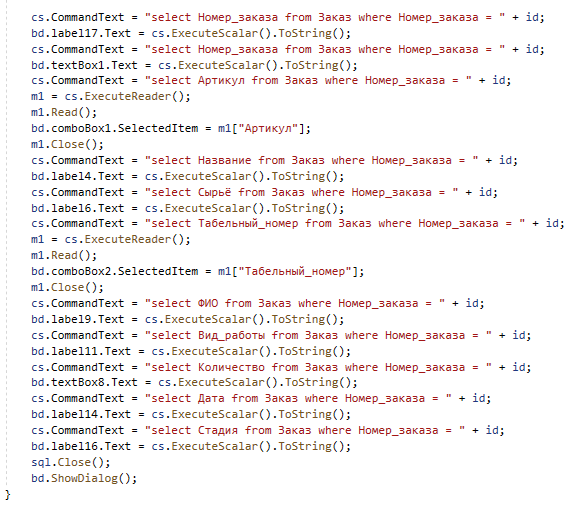 cs.CommandText = "select Номер_заказа from Заказ where Номер_заказа = " + id;
bd.label17.Text = cs.ExecuteScalar().ToString();
cs.CommandText = "select Номер_заказа from Заказ where Номер_заказа = " + id;
bd.textBox1.Text = cs.ExecuteScalar().ToString();
cs.CommandText = "select Артикул from Заказ where Номер_заказа = " + id;
m1 = cs.ExecuteReader();
m1.Read();
bd.comboBox1.SelectedItem = m1["Артикул"];
m1.Close();
cs.CommandText = "select Название from Заказ where Номер_заказа = " + id;
bd.label4.Text = cs.ExecuteScalar().ToString();
cs.CommandText = "select Сырьё from Заказ where Номер_заказа = " + id;
bd.label6.Text = cs.ExecuteScalar().ToString();
cs.CommandText = "select Табельный_номер from Заказ where Номер_заказа = " + id;
m1 = cs.ExecuteReader();
m1.Read();
bd.comboBox2.SelectedItem = m1["Табельный_номер"];
m1.Close();
cs.CommandText = "select ФИО from Заказ where Номер_заказа = " + id;
bd.label9.Text = cs.ExecuteScalar().ToString();
cs.CommandText = "select Вид_работы from Заказ where Номер_заказа = " + id;
bd.label11.Text = cs.ExecuteScalar().ToString();
cs.CommandText = "select Количество from Заказ where Номер_заказа = " + id;
bd.textBox8.Text = cs.ExecuteScalar().ToString();
cs.CommandText = "select Дата from Заказ where Номер_заказа = " + id;
bd.label14.Text = cs.ExecuteScalar().ToString();
cs.CommandText = "select Стадия from Заказ where Номер_заказа = " + id;
bd.label16.Text = cs.ExecuteScalar().ToString();
sql.Close();
bd.ShowDialog();
}